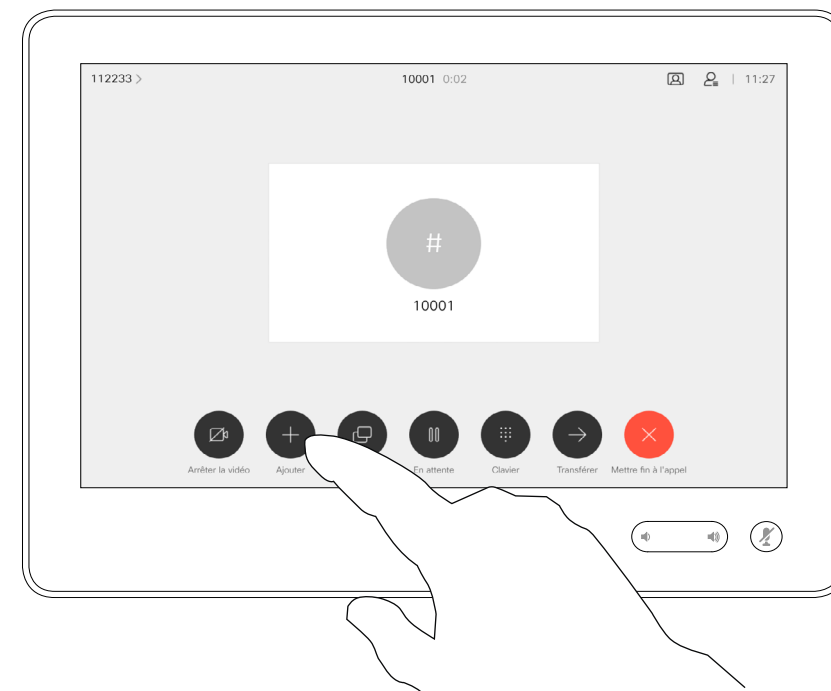 112233 >
10001 0:02
11:27
#
10001
Arrêter la vidéo
Ajouter
En attente
Clavier
Transférer
Mettre fin à l'appel